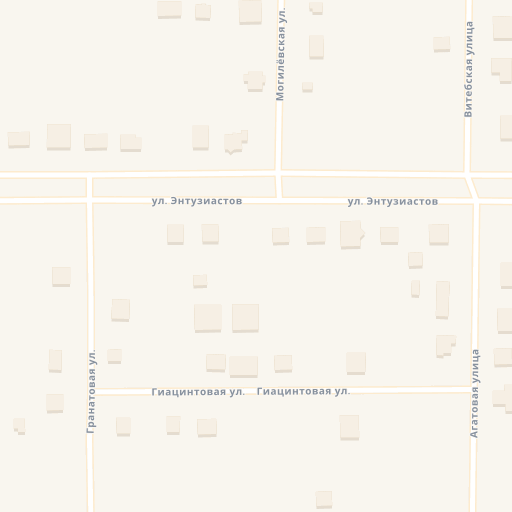 Могилёвская ул.
Витебская улица
ул. Энтузиастов
ул. Энтузиастов
Гранатовая ул.
Гиацинтовая ул.
Гиацинтовая ул.
Агатовая улица